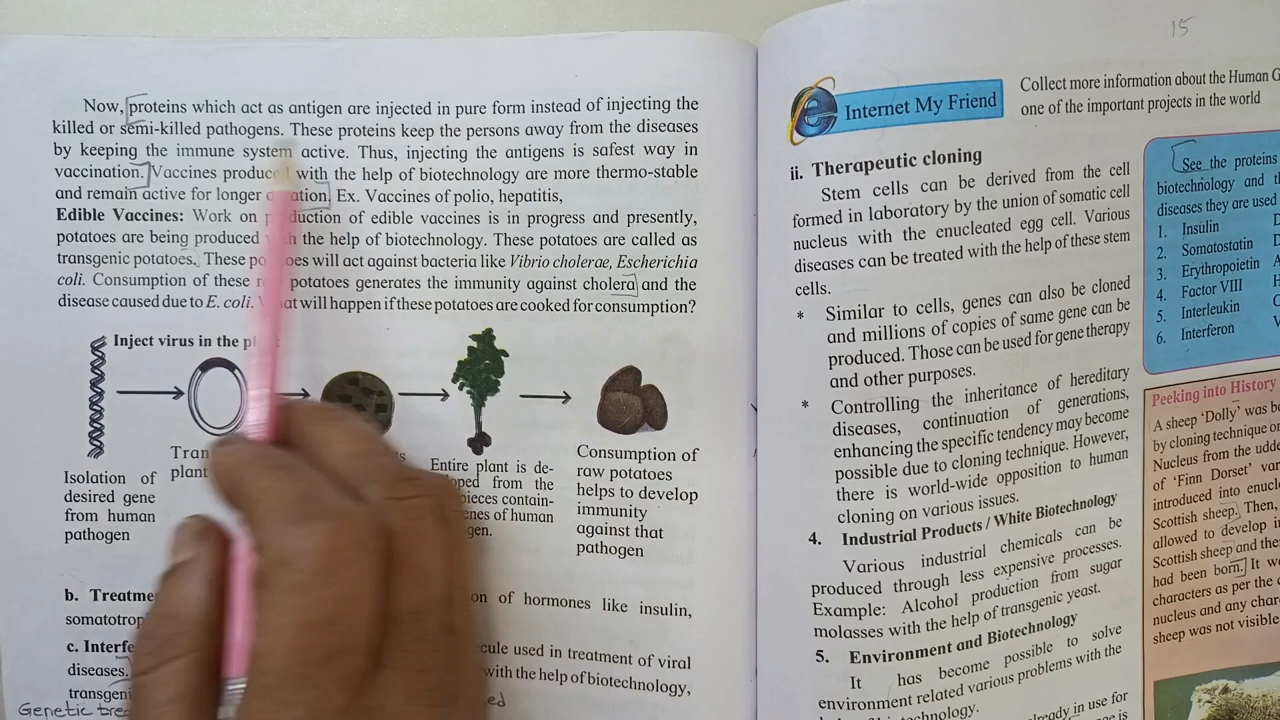 Now, proteins which act as antigen are injected in pure form instead of injecting the
killed or semi-killed pathogens. These proteins keep the persons away from the diseases
by keeping the immune system active. Thus, injecting the antigens is safest way in
vaccination. Vaccines produced with the help of biotechnology are more thermo-stable
and remain active for longer duration. Ex. Vaccines of polio, hepatitis,
Edible Vaccines: Work on production of edible vaccines is in progress and presently,
potatoes are being produced with the help of biotechnology. These potatoes are called as
transgenic potatoes. These potatoes will act against bacteria like Vibrio cholerae, Escherichia
coli. Consumption of these potatoes generates the immunity against cholera and the
disease caused due to E. coli. What will happen if these potatoes are cooked for consumption?
Inject virus in the
Isolation of
desired gene
from human
pathogen
Tran
plant
Entire plant is de-
loped from the
pieces contain-
enes of human
gen.
Consumption of
raw potatoes
helps to develop
immunity
against that
pathogen
b. Treatme on of hormones like insulin,
somatotrop
c. Interfe cule used in treatment of viral
diseases. with the help of biotechnology,
transgeni
Genetic trea ed
15
Internet My Friend
Collect more information about the Human G
one of the important projects in the world
ii. Therapeutic cloning
Stem cells can be derived from the cell
formed in laboratory by the union of somatic cell
nucleus with the enucleated egg cell. Various
diseases can be treated with the help of these stem
cells.
* Similar to cells, genes can also be cloned
and millions of copies of same gene can be
produced. Those can be used for gene therapy
and other purposes.
* Controlling the inheritance of hereditary
diseases, continuation of generations,
enhancing the specific tendency may become
possible due to cloning technique. However,
there is world-wide opposition to human
cloning on various issues.
4. Industrial Products / White Biotechnology
Various industrial chemicals can be
produced through less expensive processes.
Example: Alcohol production from sugar
molasses with the help of transgenic yeast.
5. Environment and Biotechnology
It has become possible to solve
environment related various problems with the
chnology.
lready in use for
See the proteins
biotechnology and th
diseases they are used
1. Insulin D
2. Somatostatin D
3. Erythropoietin A
4. Factor VIII H
5. Interleukin C
6. Interferon V
Peeking into History
A sheep 'Dolly' was bo
by cloning technique on
Nucleus from the udde
of 'Finn Dorset' var
introduced into enucle
Scottish sheep. Then,
allowed to develop i
Scottish sheep and the
had been born. It w
characters as per the
nucleus and any char
sheep was not visible